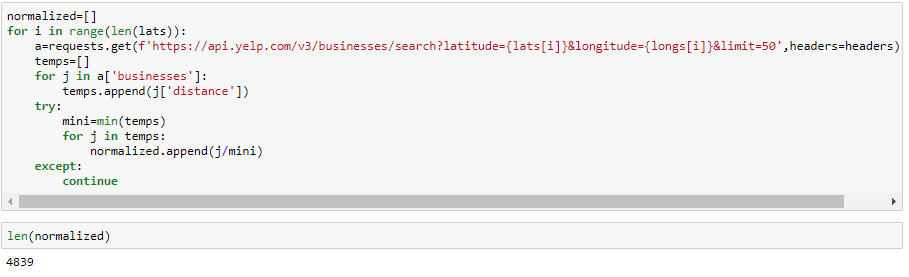 normalized=[]
for i in range(len(lats)):
    a=requests.get(f'https://api.yelp.com/v3/businesses/search?latitude={lats[i]}&longitude={longs[i]}&limit=50',headers=headers)
    temps=[]
    for j in a['businesses']:
        temps.append(j['distance'])
    try:
        mini=min(temps)
        for j in temps:
            normalized.append(j/mini)
    except:
        continue
len(normalized)
4839